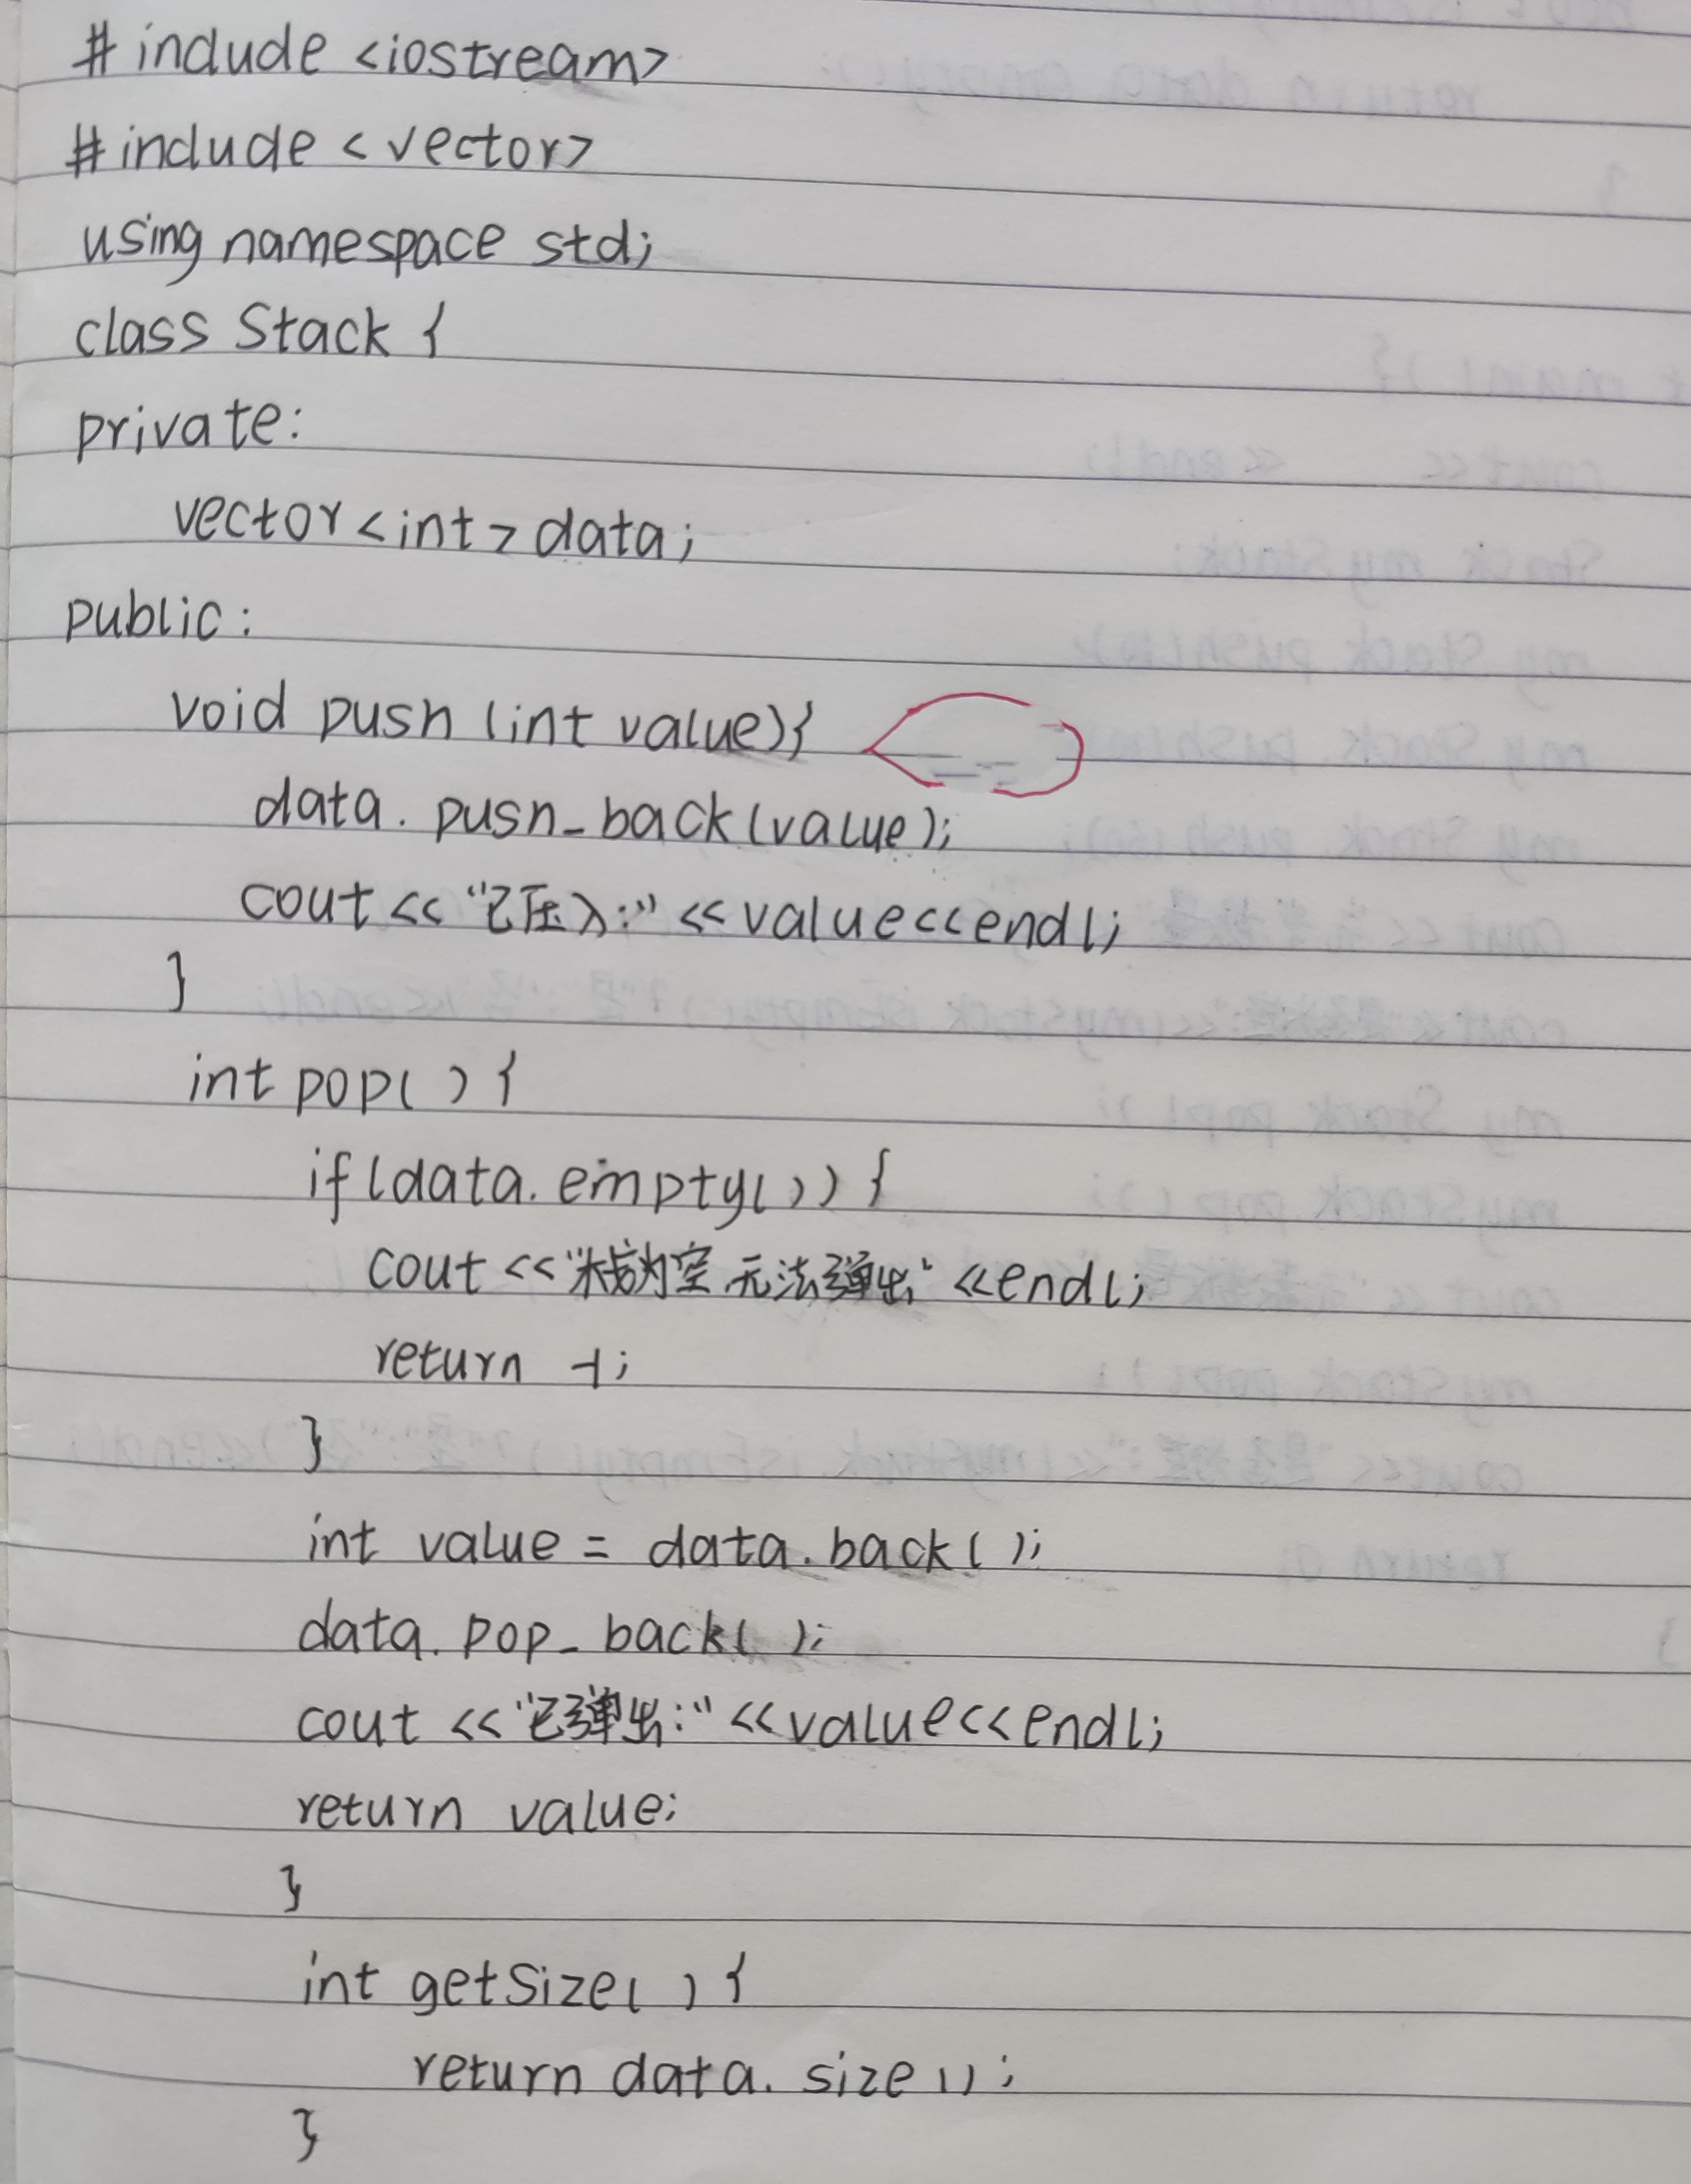 #include <iostream>
#include <vector>
using namespace std;
class Stack {
private:
vector<int> data;
public:
void push (int value){
data. push_back(value);
cout << "已压入:" << value<<endl;
}
int pop( ) {
if (data. empty( )) {
cout << "栈为空 无法弹出" <<endl;
return -1;
}
int value = data. back( );
data. pop_back( );
cout << "已弹出:" <<value<<endl;
return value;
}
int getSize( ) {
return data. size( );
}